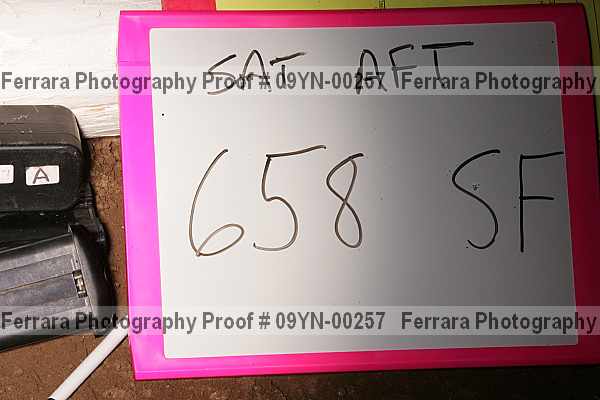 SAT AFT
Ferrara Photography Proof # 09YN-00257 Ferrara Photography
658 SF
A
Ferrara Photography Proof # 09YN-00257 Ferrara Photography